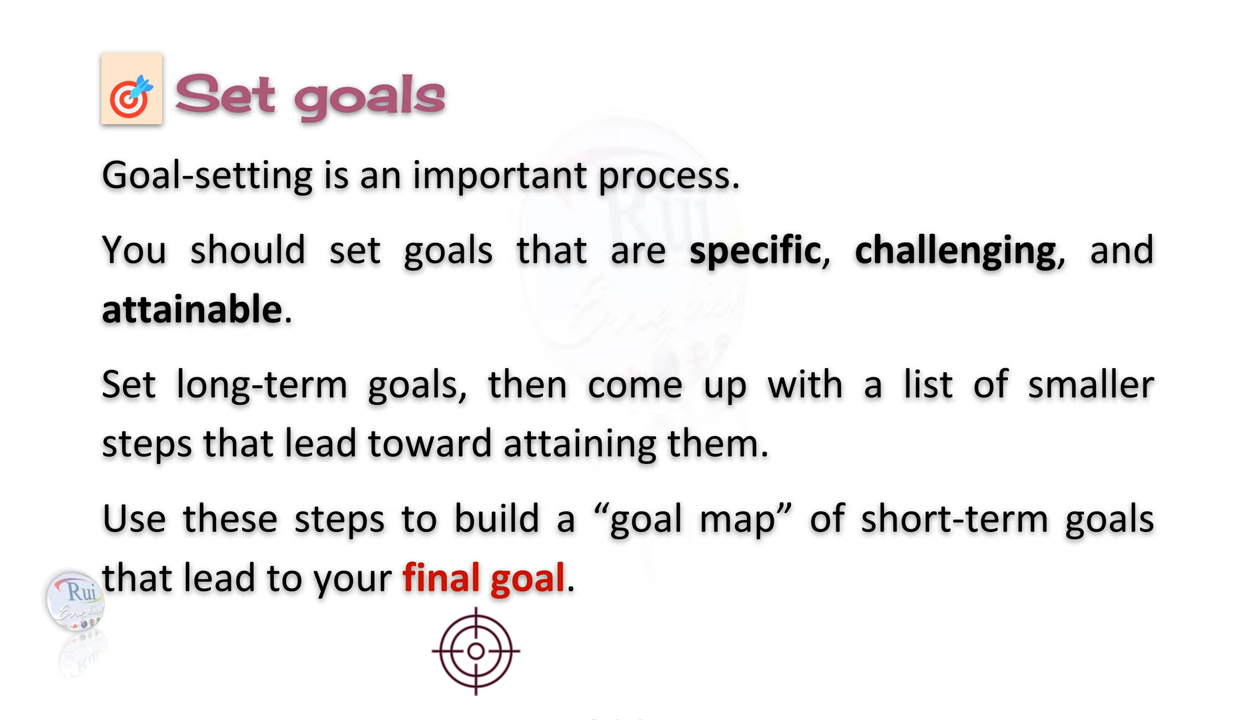 Set goals
Goal-setting is an important process.
You should set goals that are specific, challenging, and
attainable.
Set long-term goals, then come up with a list of smaller
steps that lead toward attaining them.
Use these steps to build a “goal map” of short-term goals
that lead to your final goal.
Rui